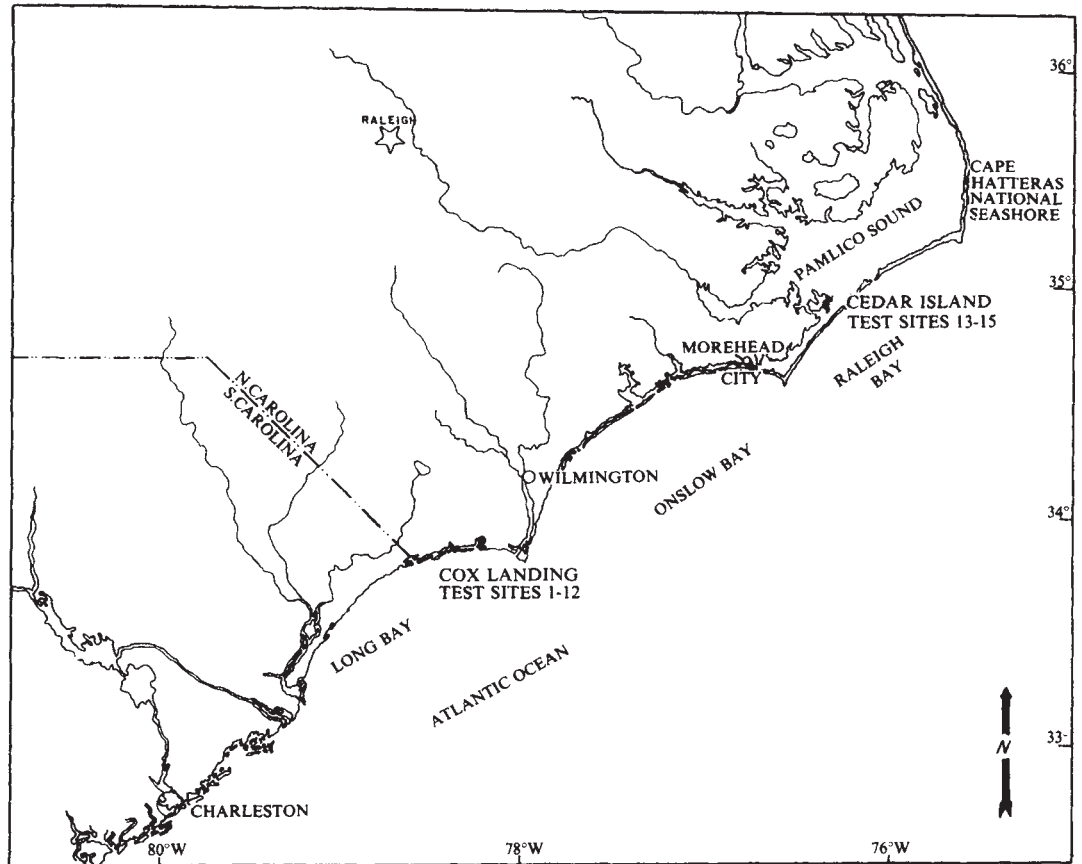 36°
RALEIGH
CAPE
HATTERAS
NATIONAL
SEASHORE
PAMLICO SOUND
35°
CEDAR ISLAND
TEST SITES 13-15
MOREHEAD
CITY
RALEIGH
BAY
N.CAROLINA
S.CAROLINA
WILMINGTON
ONSLOW BAY
34°
COX LANDING
TEST SITES 1-12
LONG BAY
ATLANTIC OCEAN
N
33°
CHARLESTON
80°W
78°W
76°W